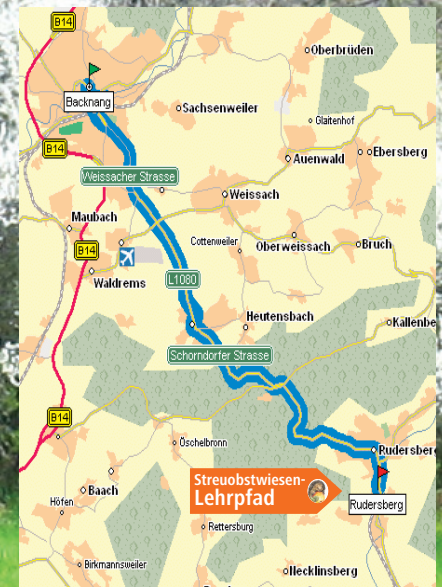 B14
Oberbrüden
Backnang
Sachsenweiler
Glaitenhof
B14
Auenwald
Ebersberg
Weissacher Strasse
Weissach
Maubach
Cottenweiler
Oberweissach
Bruch
B14
Waldrems
L1080
Heutensbach
Källenbe
Schorndorfer Strasse
B14
Öschelbronn
Rudersberg
Streuobstwiesen-
Lehrpfad
Baach
Rudersberg
Höfen
Rettersburg
Birkmannsweiler
Necklinsberg